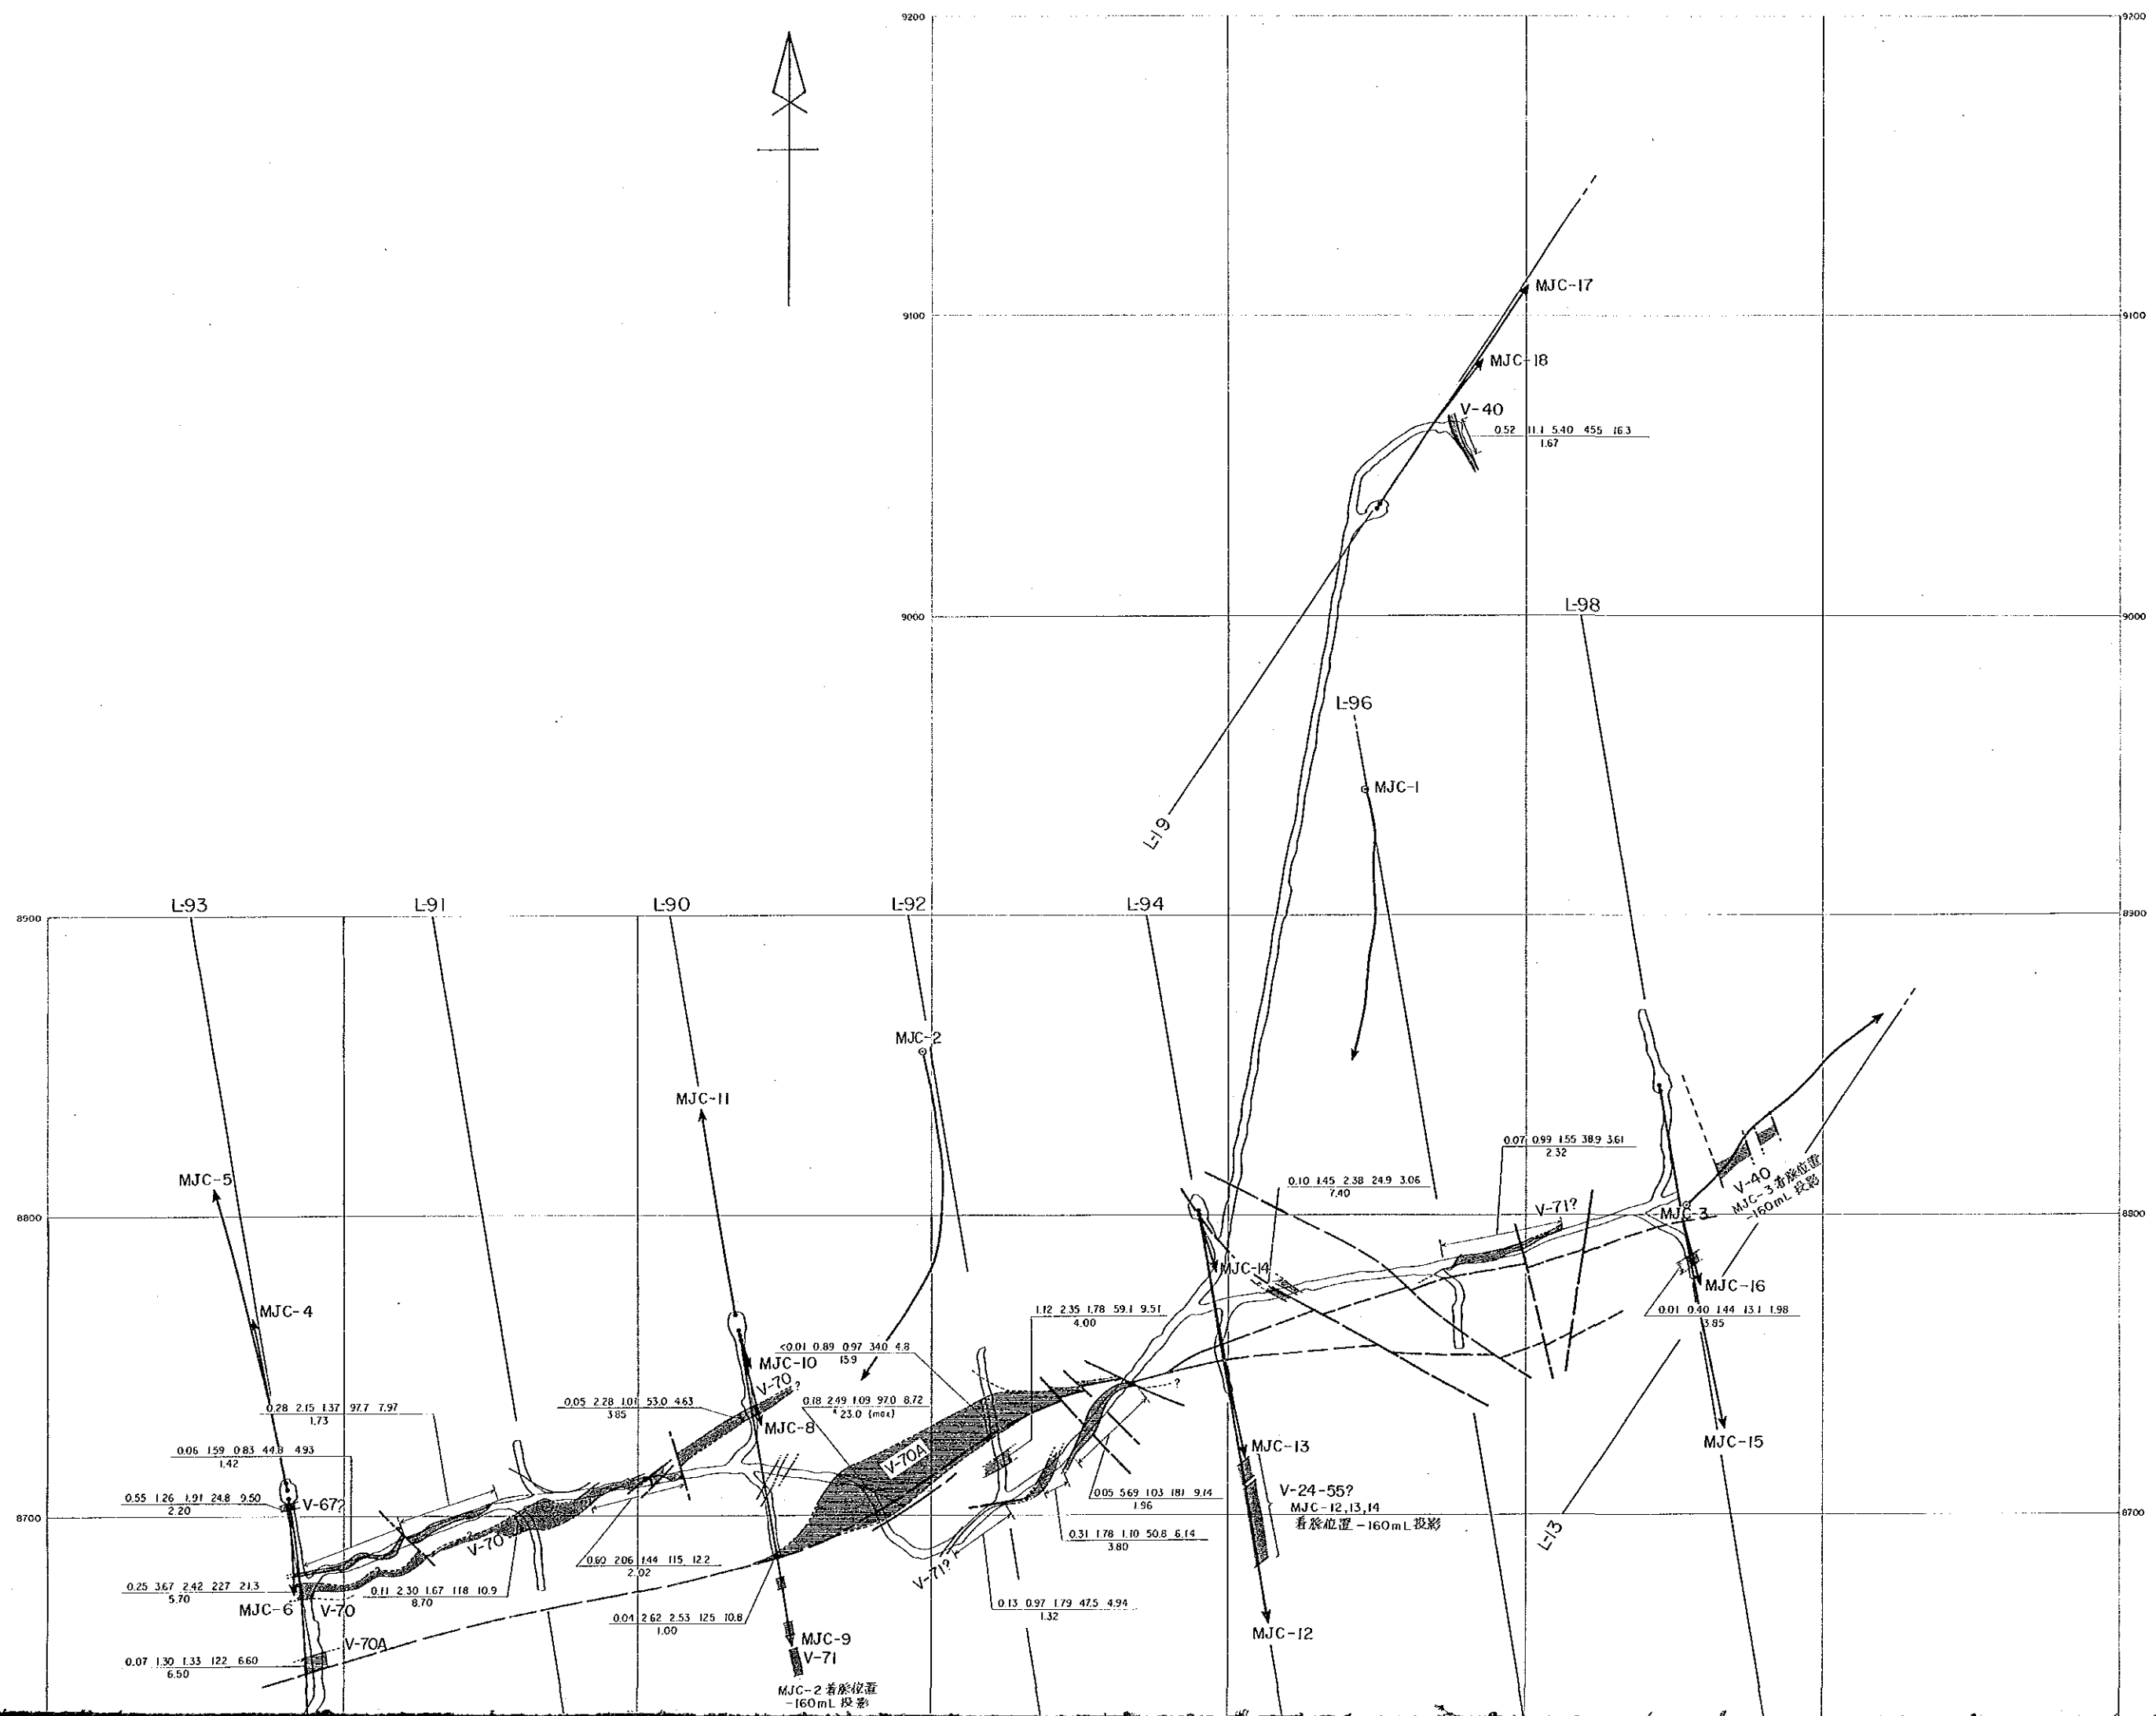 9200
9200
MJC-17
9100
9100
MJC-18
V-40
0.52 11.1 5.40 455 16.3
1.67
9000
9000
L-98
L-96
MJC-1
L-19
L-93
L-91
L-90
L-92
L-94
8900
8900
MJC-2
MJC-11
MJC-5
0.07 0.99 1.55 38.9 3.61
2.32
V-40
MJC-3 着脉位置
-160mL 投影
0.10 1.45 2.38 24.9 3.06
7.40
V-71?
8800
8800
MJC-3
MJC-14
MJC-16
MJC-4
1.12 2.35 1.78 59.1 9.51
4.00
0.01 0.40 1.44 13.1 1.98
3.85
<0.01 0.89 0.97 34.0 4.8
15.9
MJC-10
V-70
?
0.28 2.15 1.37 97.7 7.97
1.73
0.05 2.28 1.01 53.0 4.63
3.85
0.18 2.49 1.09 97.0 8.72
* 23.0 (max)
?
MJC-8
0.06 1.59 0.83 44.8 4.93
1.42
V-70A
MJC-13
MJC-15
0.55 1.26 1.91 24.8 9.50
2.20
V-67?
0.05 5.69 1.03 181 9.14
1.96
V-24-55?
MJC-12,13,14
着脉位置 -160mL 投影
8700
8700
V-70
?
0.31 1.78 1.10 50.8 6.14
3.80
L-13
0.60 2.06 1.44 115 12.2
2.02
V-71?
0.25 3.67 2.42 227 21.3
5.70
0.11 2.30 1.67 118 10.9
8.70
MJC-6
V-70
0.13 0.97 1.79 47.5 4.94
1.32
0.04 2.62 2.53 125 10.8
1.00
MJC-12
MJC-9
V-70A
V-71
0.07 1.30 1.33 122 6.60
6.50
MJC-2 着脉位置
-160mL 投影